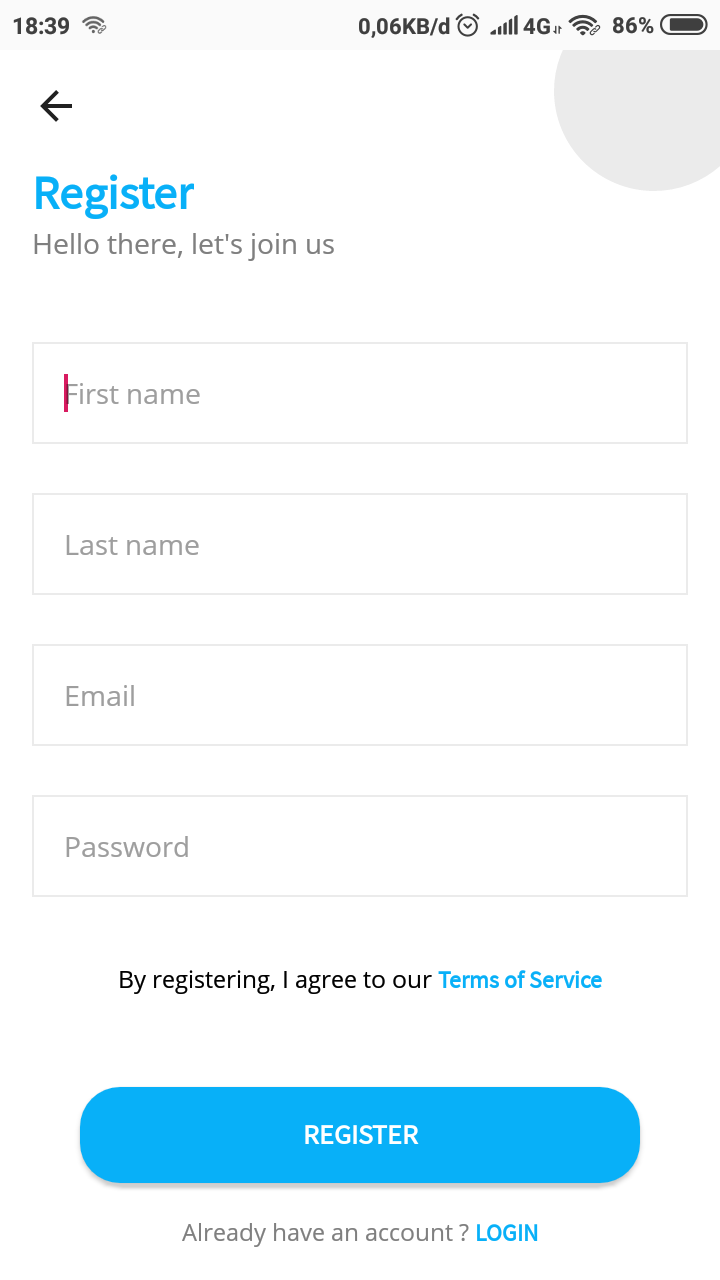 18:39 0,06KB/d 4G 86%
Register
Hello there, let's join us
First name
Last name
Email
Password
By registering, I agree to our Terms of Service
REGISTER
Already have an account ? LOGIN